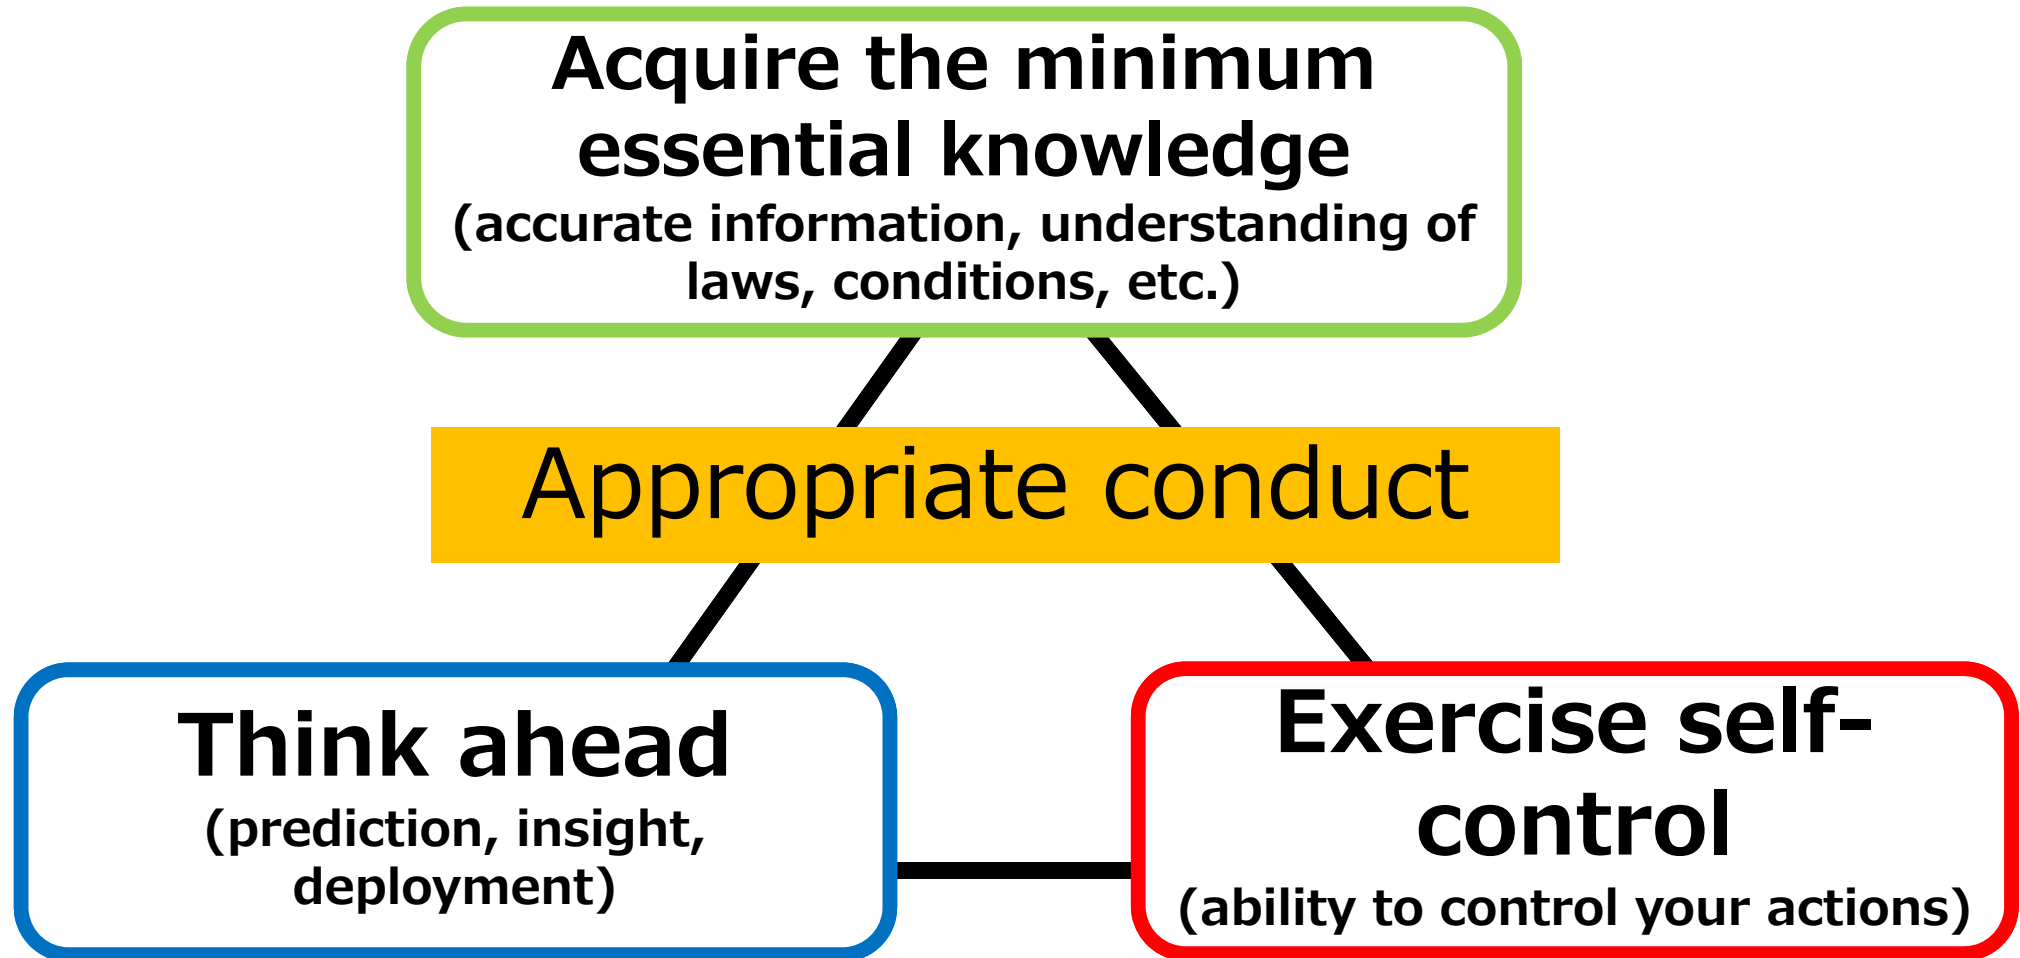 Acquire the minimum
essential knowledge
(accurate information, understanding of
laws, conditions, etc.)
Appropriate conduct
Think ahead
(prediction, insight,
deployment)
Exercise self-
control
(ability to control your actions)